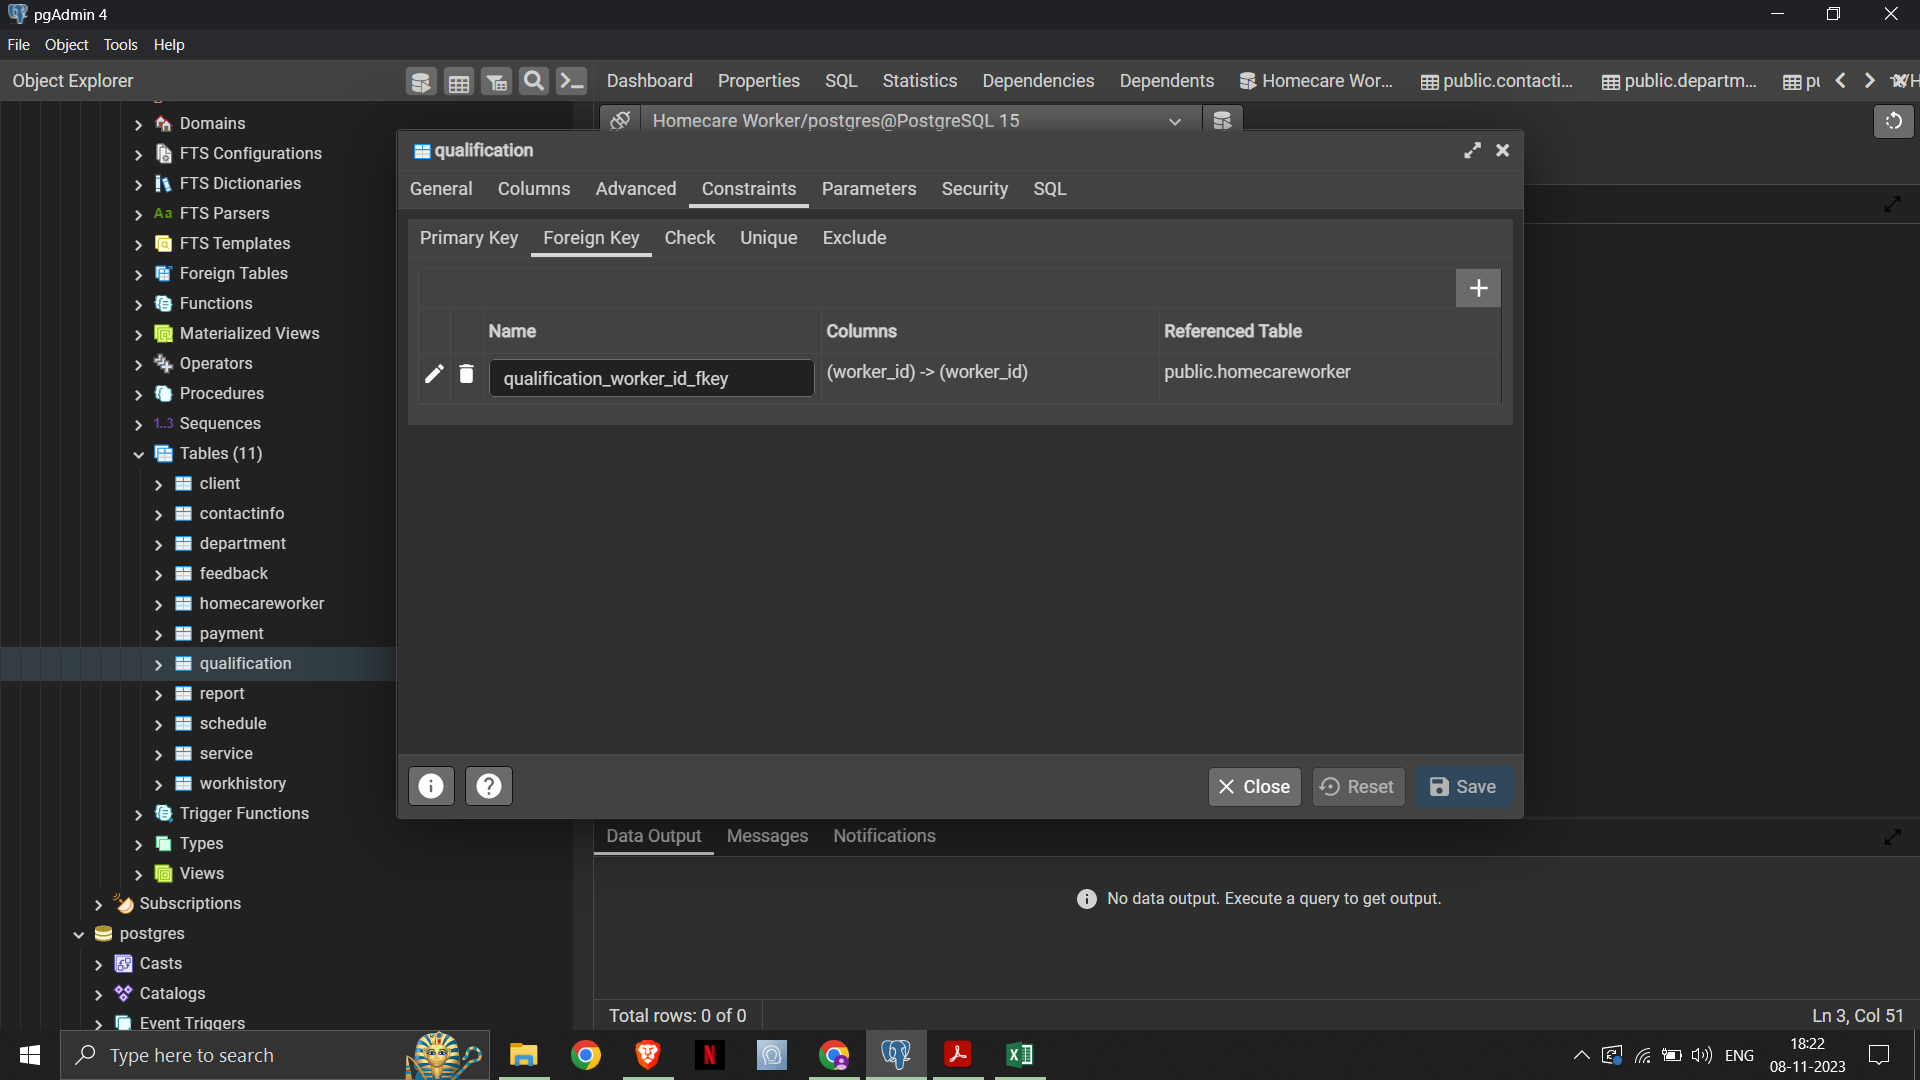 pgAdmin 4
File Object Tools Help
Object Explorer
Dashboard Properties SQL Statistics Dependencies Dependents Homecare Wor... public.contacti... public.departm...
Homecare Worker/postgres@PostgreSQL 15
Domains
FTS Configurations
FTS Dictionaries
Aa FTS Parsers
FTS Templates
Foreign Tables
Functions
Materialized Views
Operators
Procedures
1..3 Sequences
Tables (11)
client
contactinfo
department
feedback
homecareworker
payment
qualification
report
schedule
service
workhistory
Trigger Functions
Types
Views
Subscriptions
postgres
Casts
Catalogs
Event Triggers
qualification
General Columns Advanced Constraints Parameters Security SQL
Primary Key Foreign Key Check Unique Exclude
Name Columns Referenced Table
qualification_worker_id_fkey (worker_id) -> (worker_id) public.homecareworker
Close Reset Save
Data Output Messages Notifications
No data output. Execute a query to get output.
Total rows: 0 of 0
Ln 3, Col 51
Type here to search
ENG
18:22
08-11-2023